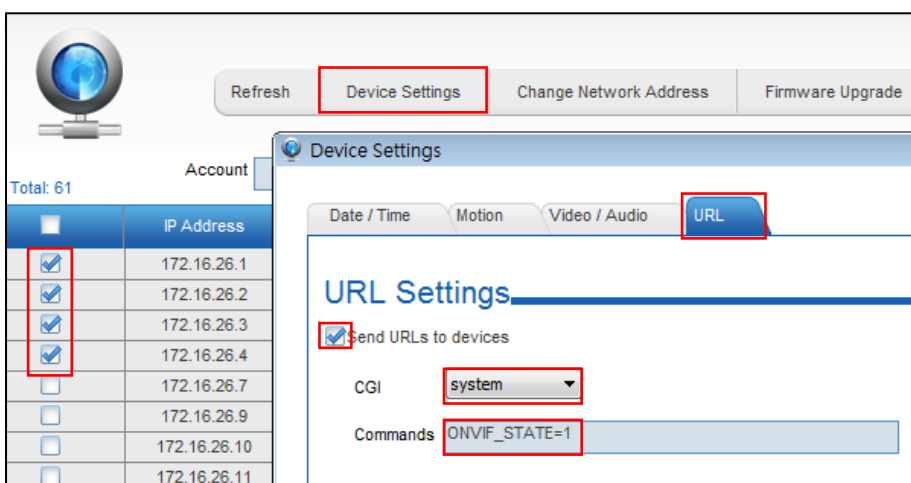 Refresh Device Settings Change Network Address Firmware Upgrade
Device Settings
Account
Total: 61
Date / Time Motion Video / Audio URL
IP Address
172.16.26.1
172.16.26.2
172.16.26.3
172.16.26.4
172.16.26.7
172.16.26.9
172.16.26.10
172.16.26.11
URL Settings
Send URLs to devices
CGI system
Commands ONVIF_STATE=1